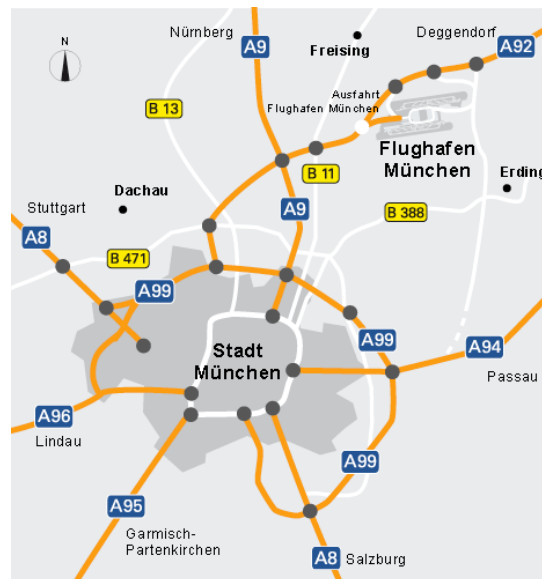 Nürnberg
A9
Deggendorf
A92
N
Freising
Ausfahrt
Flughafen München
B 13
Flughafen
München
B 11
Erding
Dachau
A9
B 388
Stuttgart
A8
B 471
A99
A99
A94
Stadt
München
Passau
A96
Lindau
A99
A95
Garmisch-
Partenkirchen
A8
Salzburg